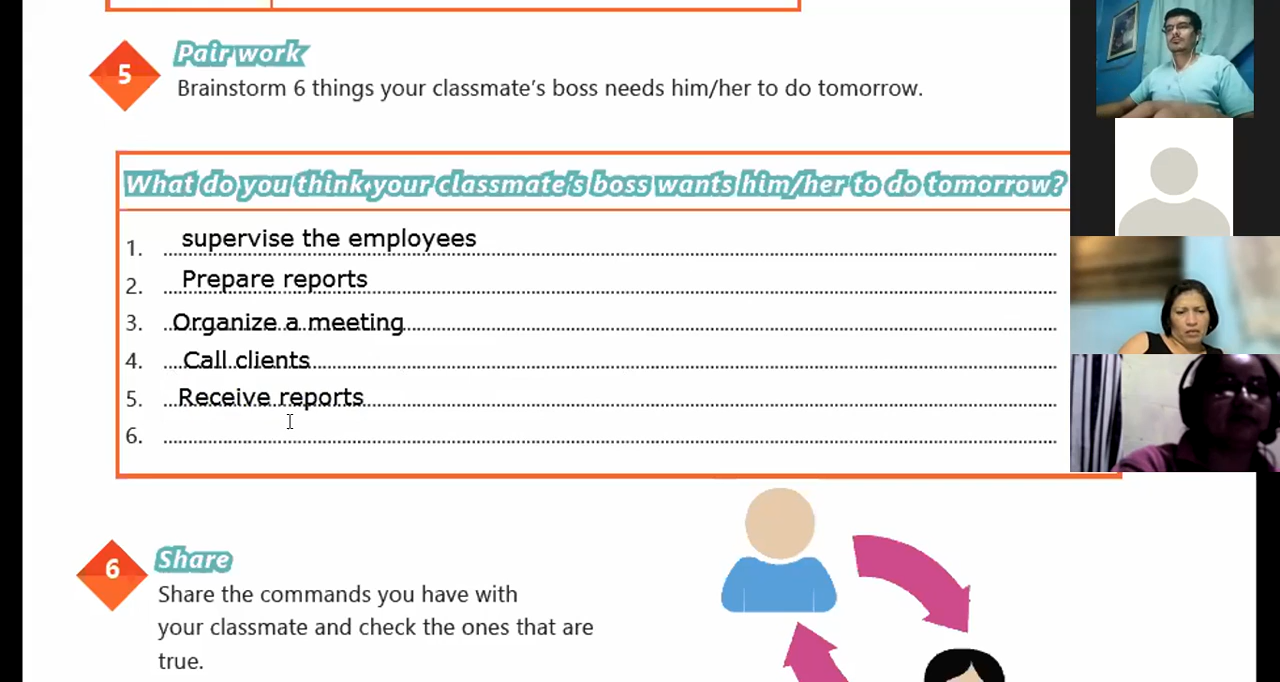 5
Pair work
Brainstorm 6 things your classmate's boss needs him/her to do tomorrow.
What do you think your classmate's boss wants him/her to do tomorrow?
1. supervise the employees
2. Prepare reports
3. Organize a meeting
4. Call clients
5. Receive reports
6.
6
Share
Share the commands you have with
your classmate and check the ones that are
true.